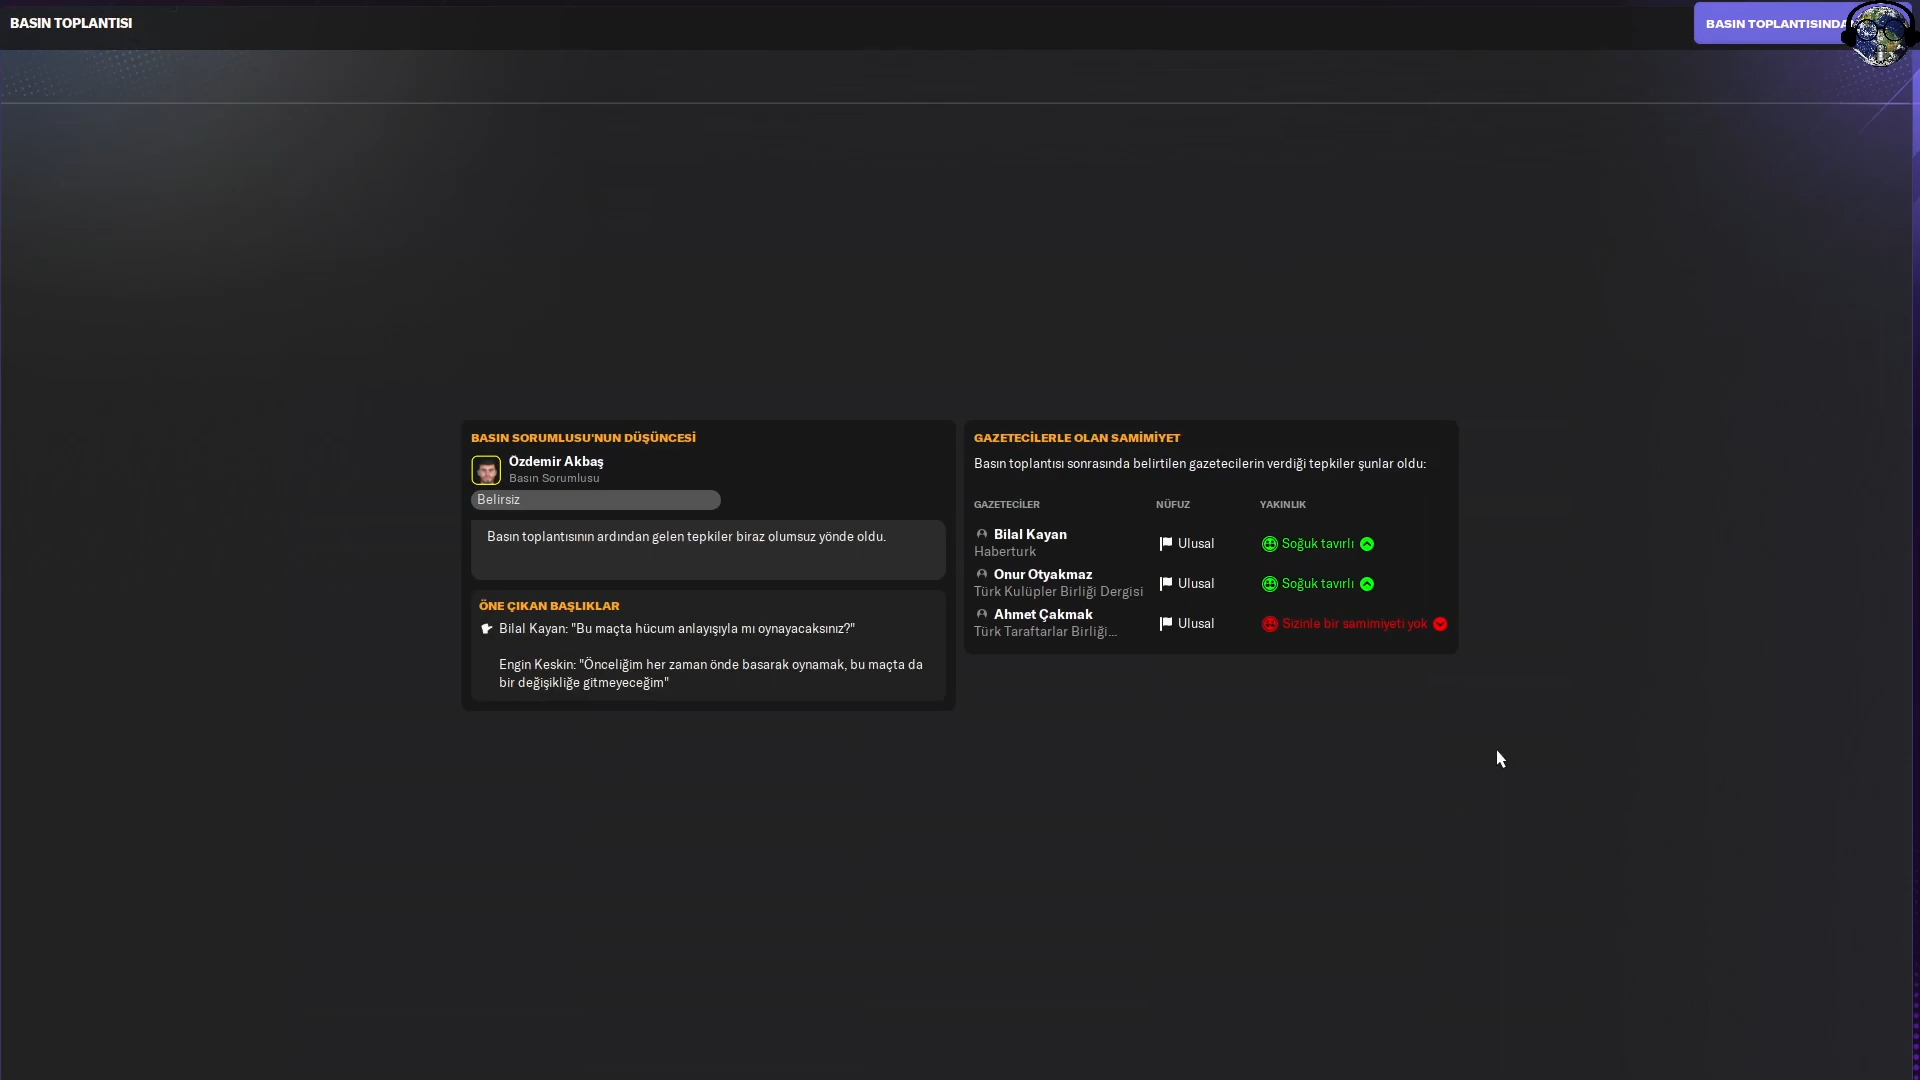 BASIN TOPLANTISI
BASIN TOPLANTISINDA
BASIN SORUMLUSU'NUN DÜŞÜNCESİ
Özdemir Akbaş
Basın Sorumlusu
Belirsiz
Basın toplantısının ardından gelen tepkiler biraz olumsuz yönde oldu.
ÖNE ÇIKAN BAŞLIKLAR
Bilal Kayan: "Bu maçta hücum anlayışıyla mı oynayacaksınız?"
Engin Keskin: "Önceliğim her zaman önde basarak oynamak, bu maçta da
bir değişikliğe gitmeyeceğim"
GAZETECİLERLE OLAN SAMİMİYET
Basın toplantısı sonrasında belirtilen gazetecilerin verdiği tepkiler şunlar oldu:
GAZETECİLER NÜFUZ YAKINLIK
Bilal Kayan
Haberturk
Ulusal Soğuk tavırlı
Onur Otyakmaz
Türk Kulüpler Birliği Dergisi
Ulusal Soğuk tavırlı
Ahmet Çakmak
Türk Taraftarlar Birliği...
Ulusal Sizinle bir samimiyeti yok